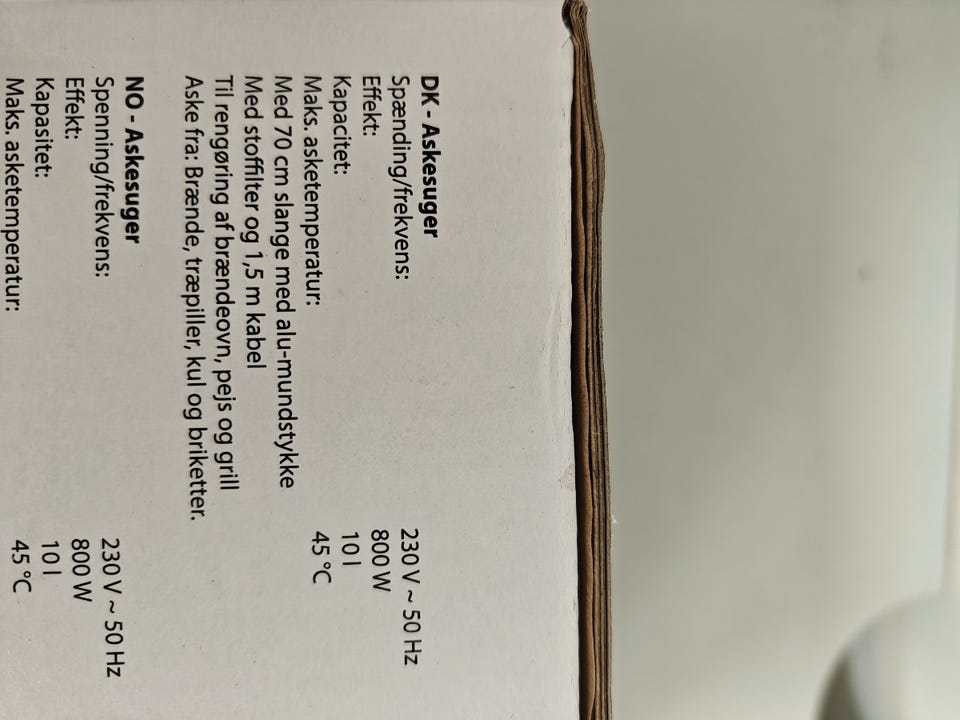 DK - Askesuger
Spænding/frekvens: 230 V ~ 50 Hz
Effekt: 800 W
Kapacitet: 10 l
Maks. asketemperatur: 45 °C
Med 70 cm slange med alu-mundstykke
Med stoffilter og 1,5 m kabel
Til rengøring af brændeovn, pejs og grill
Aske fra: Brænde, træpiller, kul og briketter.
NO - Askesuger
Spenning/frekvens: 230 V ~ 50 Hz
Effekt: 800 W
Kapasitet: 10 l
Maks. asketemperatur: 45 °C